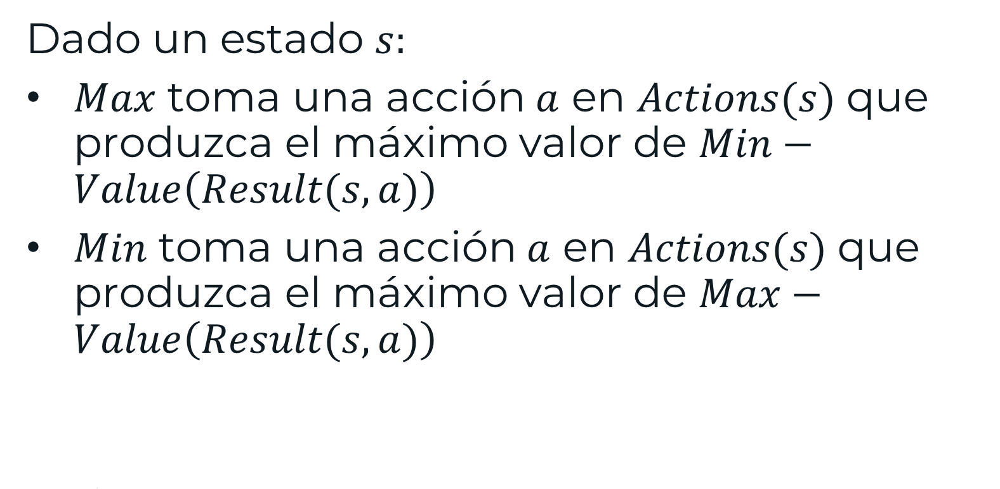 Dado un estado s:
• Max toma una acción a en Actions(s) que
produzca el máximo valor de Min −
Value(Result(s, a))
• Min toma una acción a en Actions(s) que
produzca el máximo valor de Max −
Value(Result(s, a))